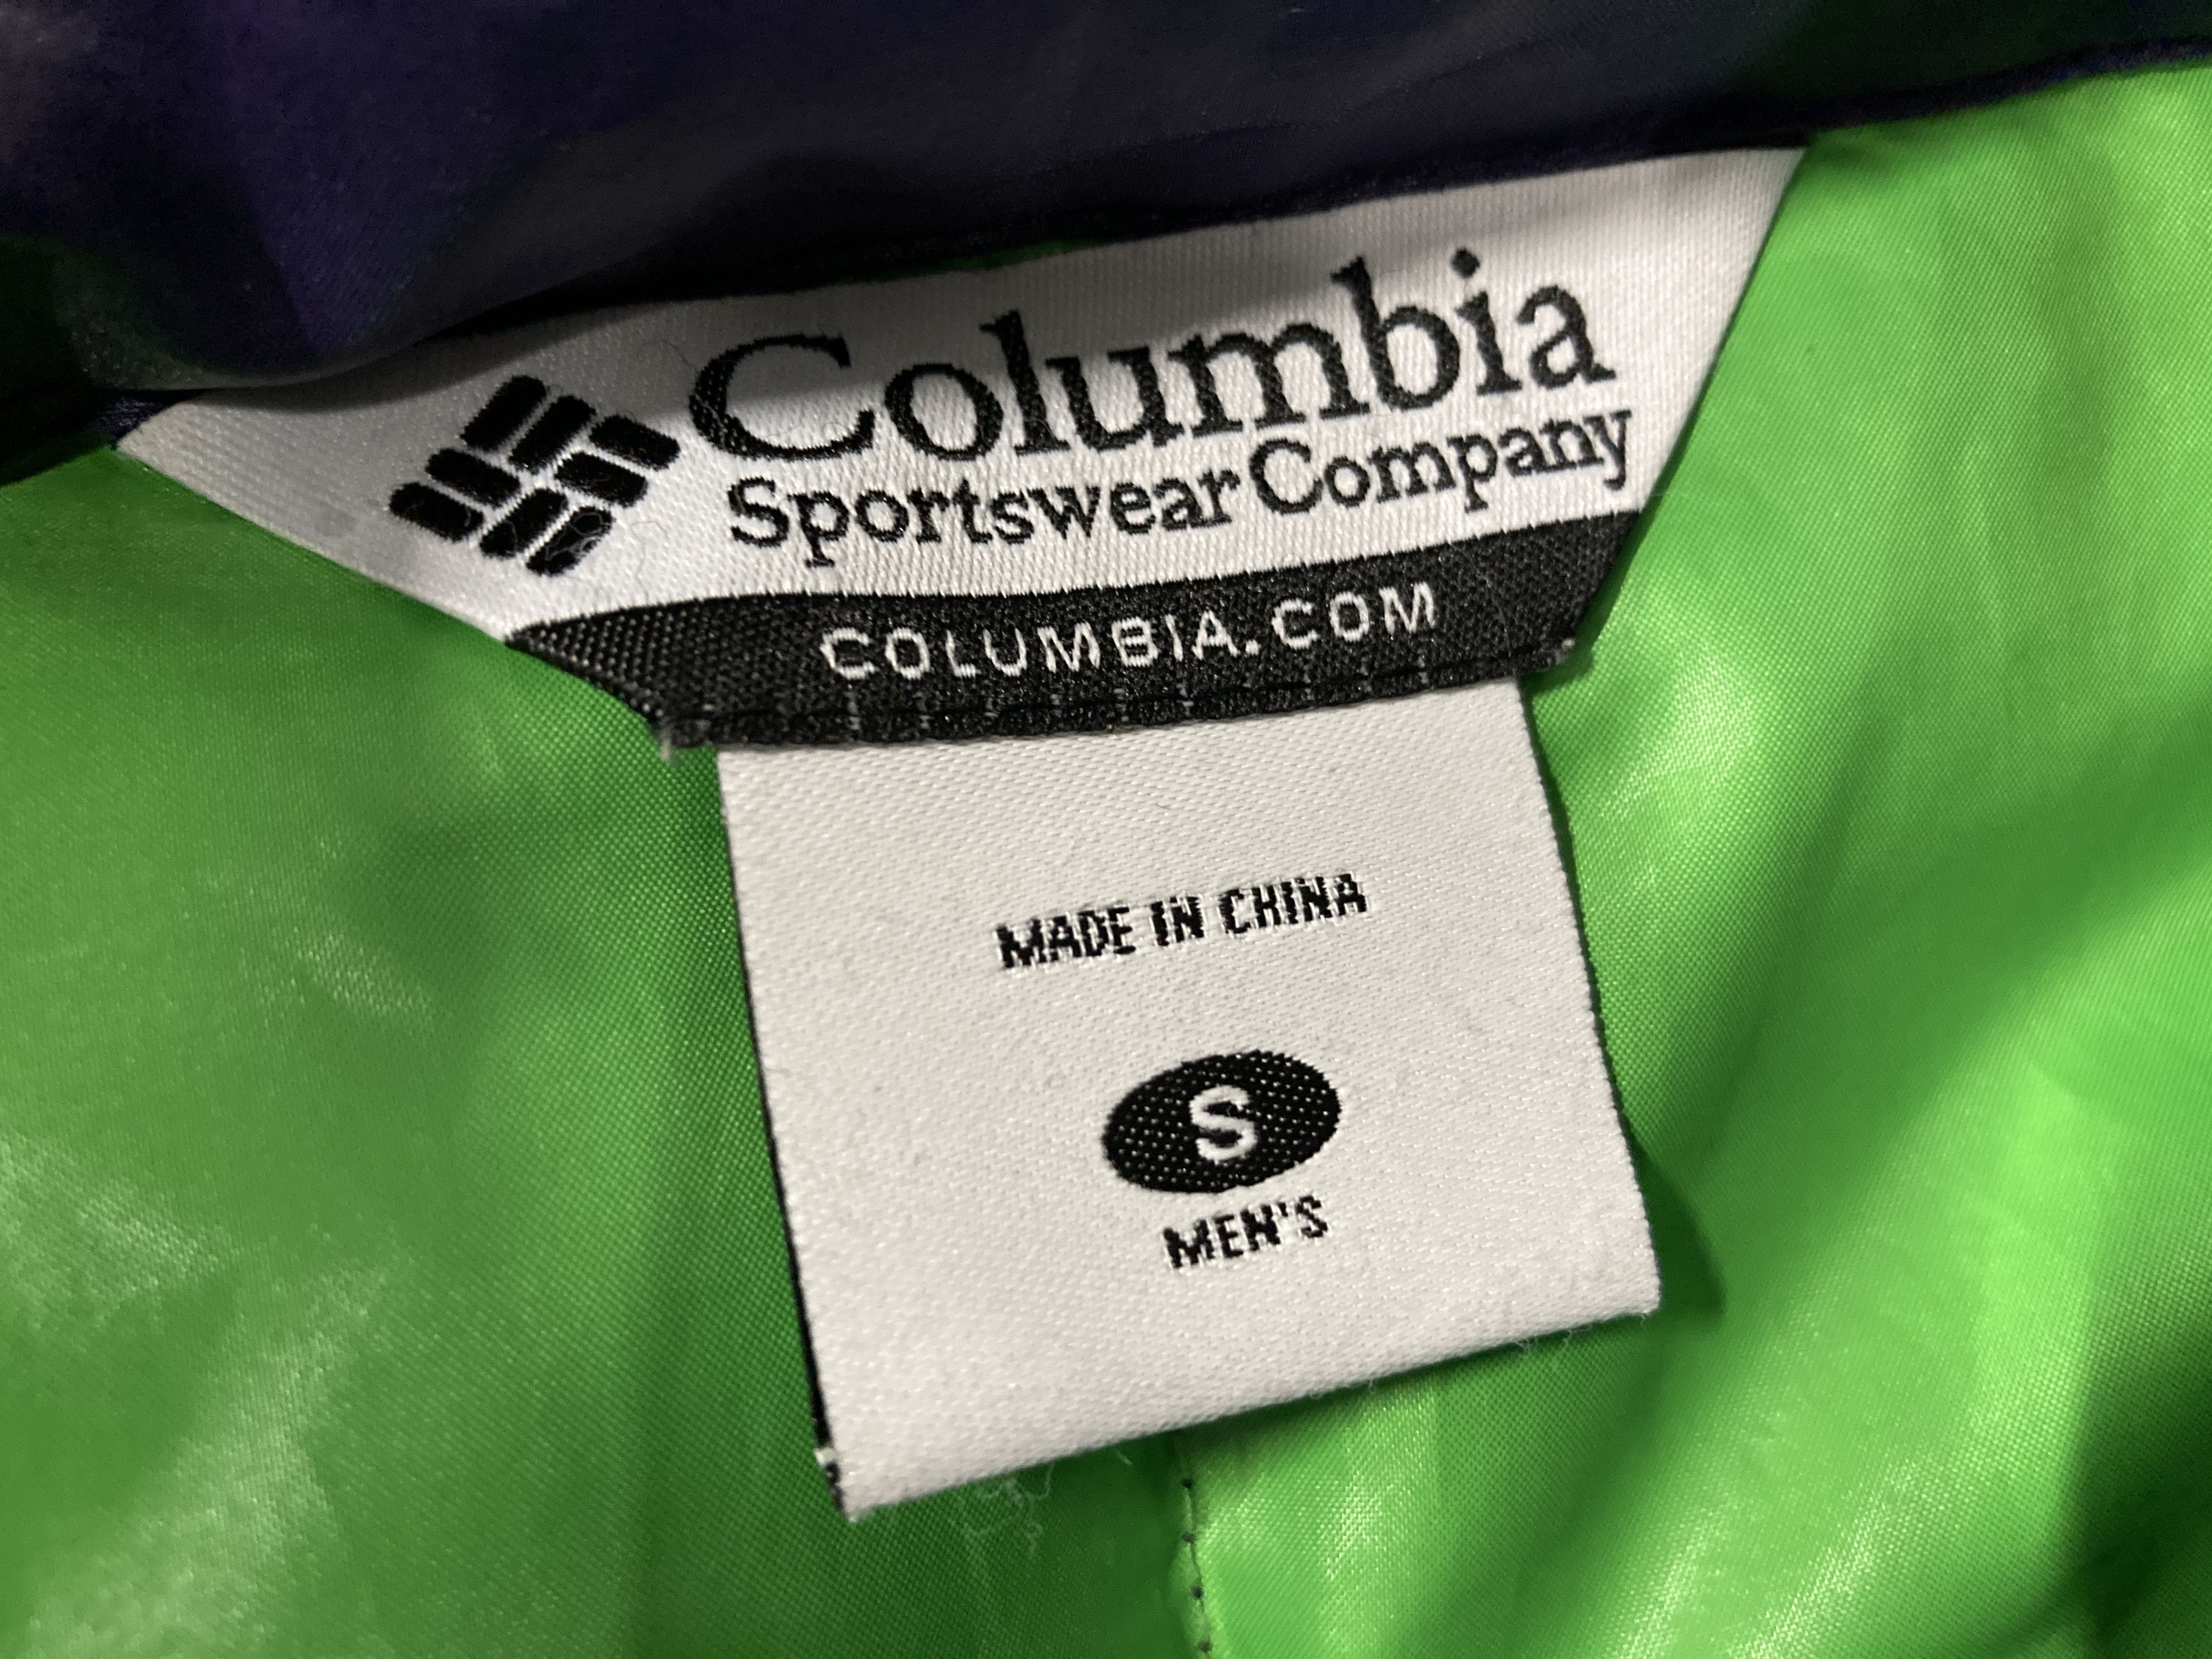 Columbia
Sportswear Company
COLUMBIA.COM
MADE IN CHINA
S
MEN'S